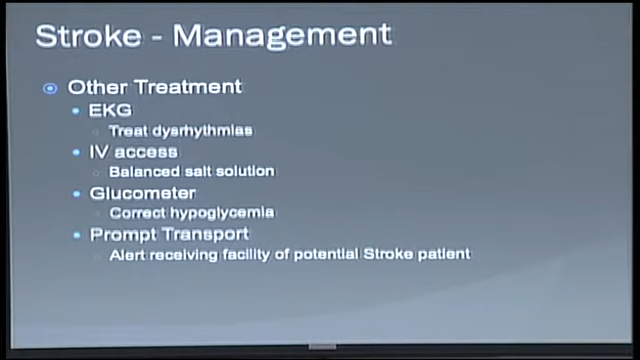 Stroke - Management
Other Treatment
EKG
Treat dysrhythmias
IV access
Balanced salt solution
Glucometer
Correct hypoglycemia
Prompt Transport
Alert receiving facility of potential Stroke patient